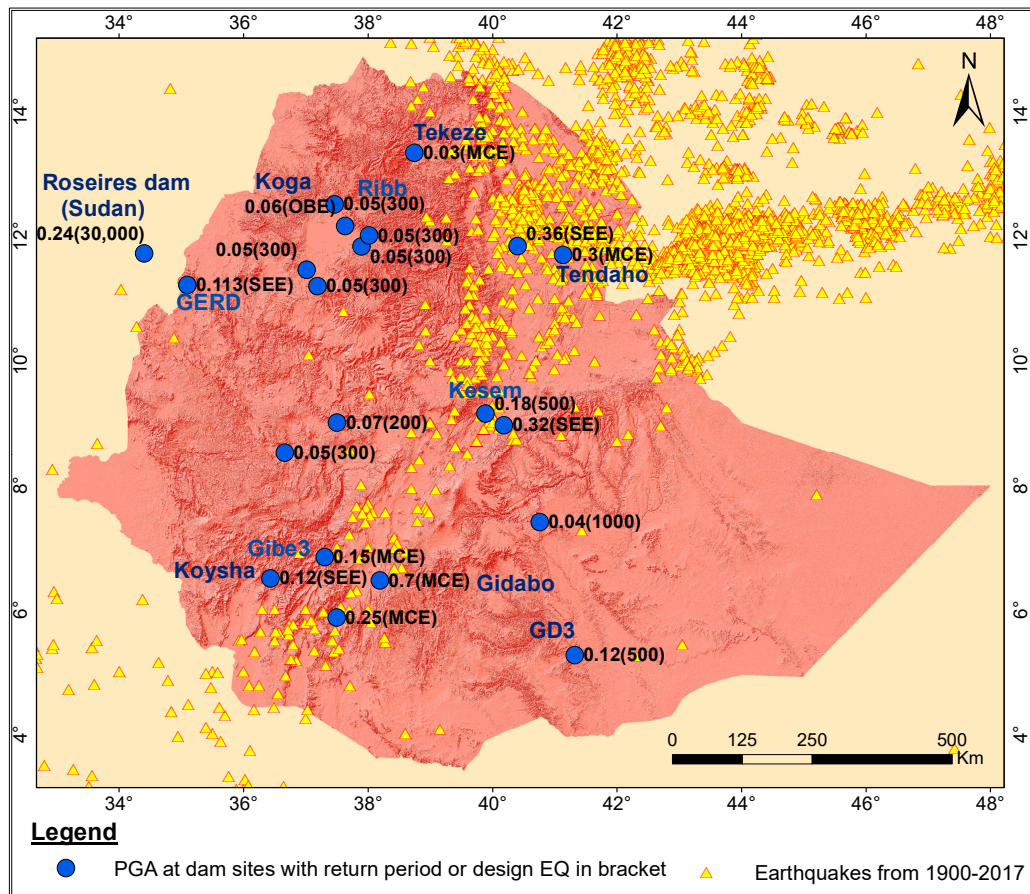 34° 36° 38° 40° 42° 44° 46° 48°
N
14°
12°
10°
8°
6°
4°
14°
12°
10°
8°
6°
4°
Tekeze
0.03(MCE)
Roseires dam
(Sudan)
0.24(30,000)
Koga
Ribb
0.06(OBE)
0.05(300)
0.05(300)
0.05(300)
0.05(300)
0.36(SEE)
0.3(MCE)
Tendaho
0.113(SEE)
GERD
0.05(300)
Kesem
0.18(500)
0.32(SEE)
0.07(200)
0.05(300)
0.04(1000)
Gibe3
0.15(MCE)
Koysha
0.12(SEE)
0.7(MCE)
Gidabo
0.25(MCE)
GD3
0.12(500)
0 125 250 500
Km
34° 36° 38° 40° 42° 44° 46° 48°
Legend
PGA at dam sites with return period or design EQ in bracket
Earthquakes from 1900-2017